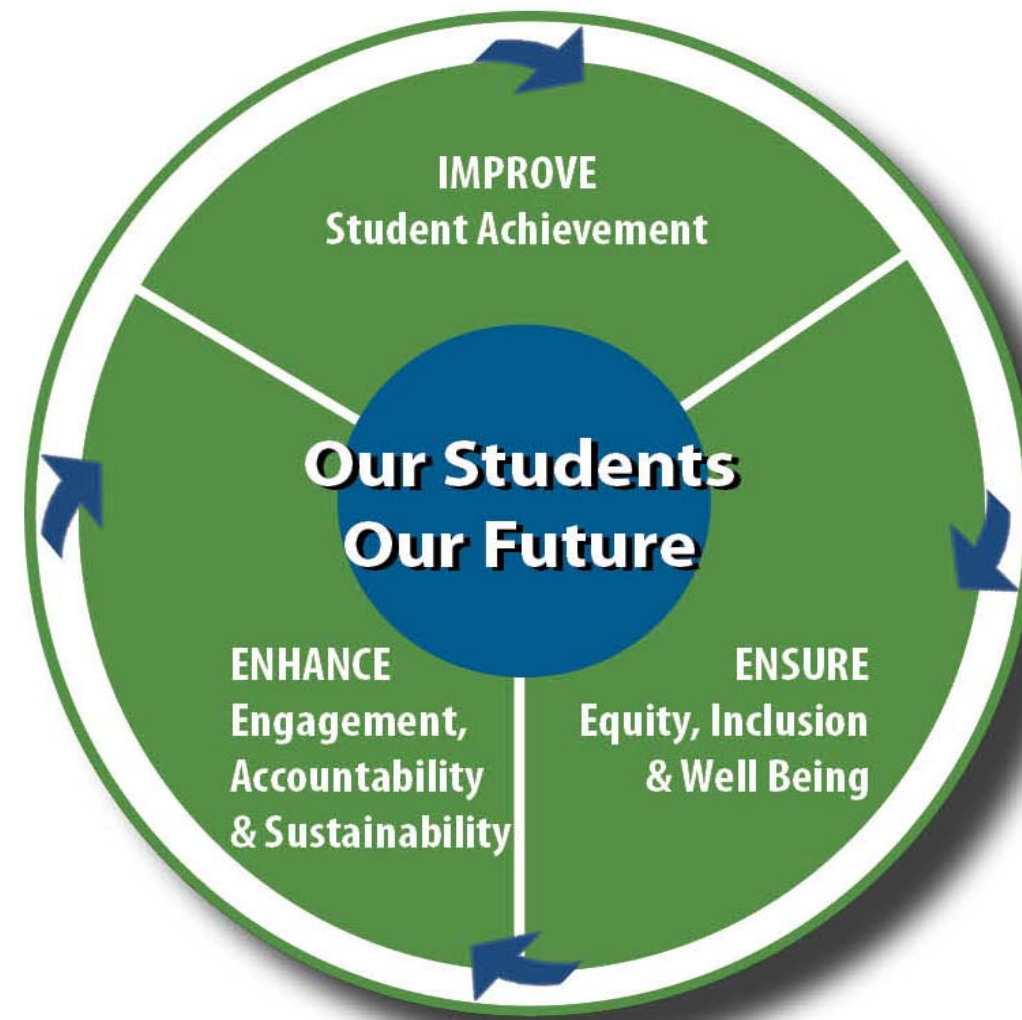 IMPROVE
Student Achievement
Our Students
Our Future
ENHANCE
Engagement,
Accountability
& Sustainability
ENSURE
Equity, Inclusion
& Well Being